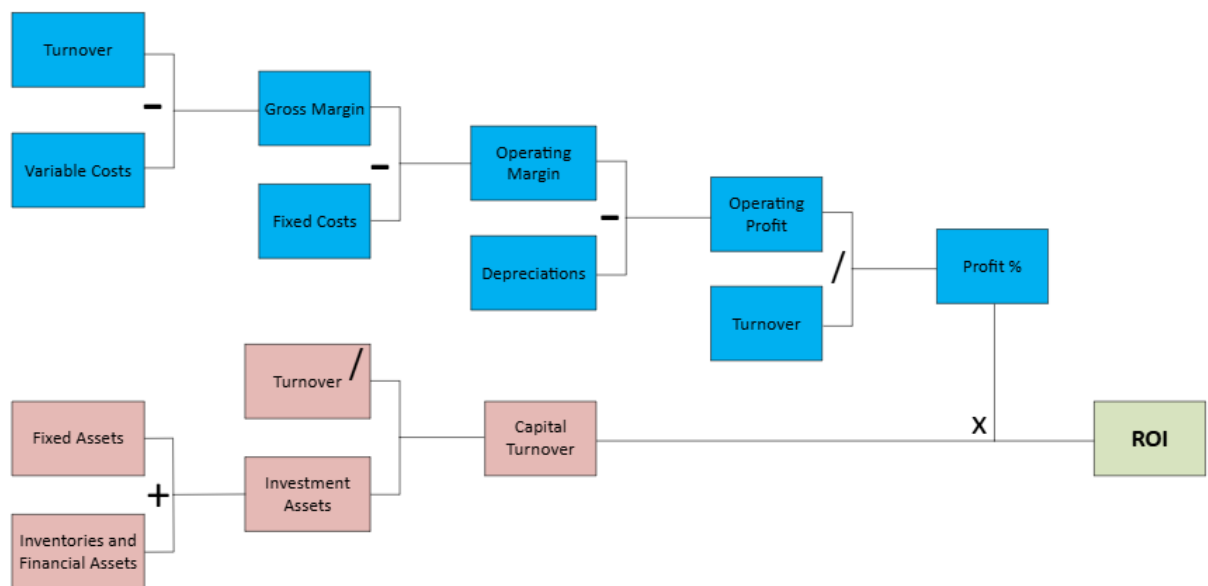 Turnover
-
Variable Costs
Gross Margin
-
Fixed Costs
Operating
Margin
-
Depreciations
Operating
Profit
/
Turnover
Profit %
Turnover /
Fixed Assets
+
Inventories and
Financial Assets
Investment
Assets
Capital
Turnover
X
ROI